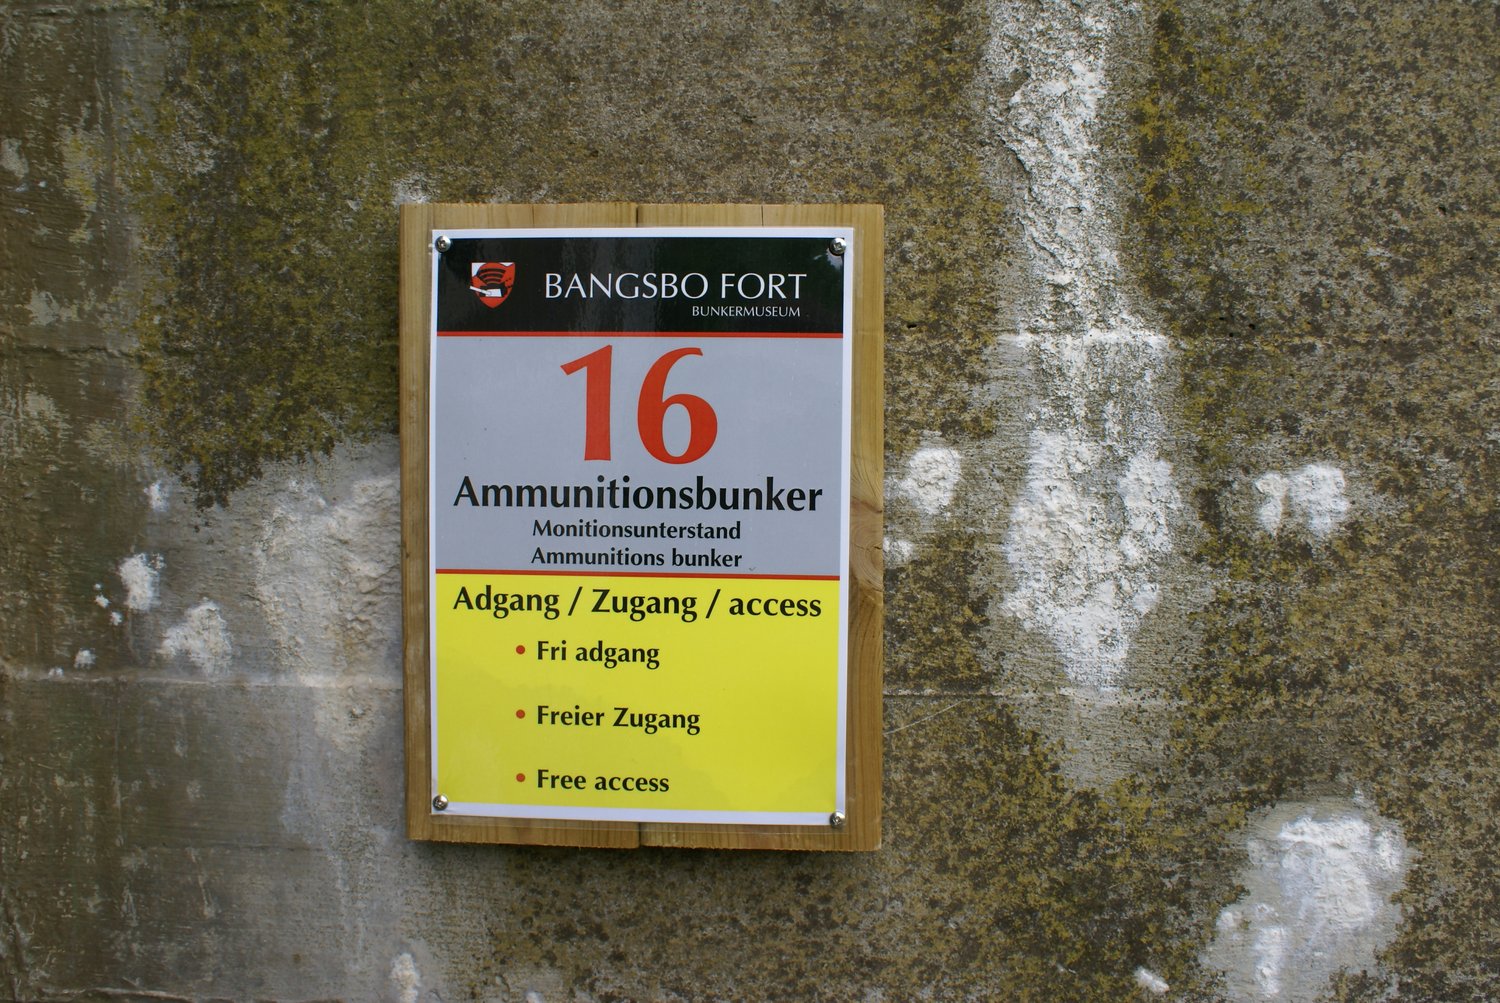 BANGSBO FORT
BUNKERMUSEUM
16
Ammunitionsbunker
Monitionsunterstand
Ammunitions bunker
Adgang / Zugang / access
• Fri adgang
• Freier Zugang
• Free access